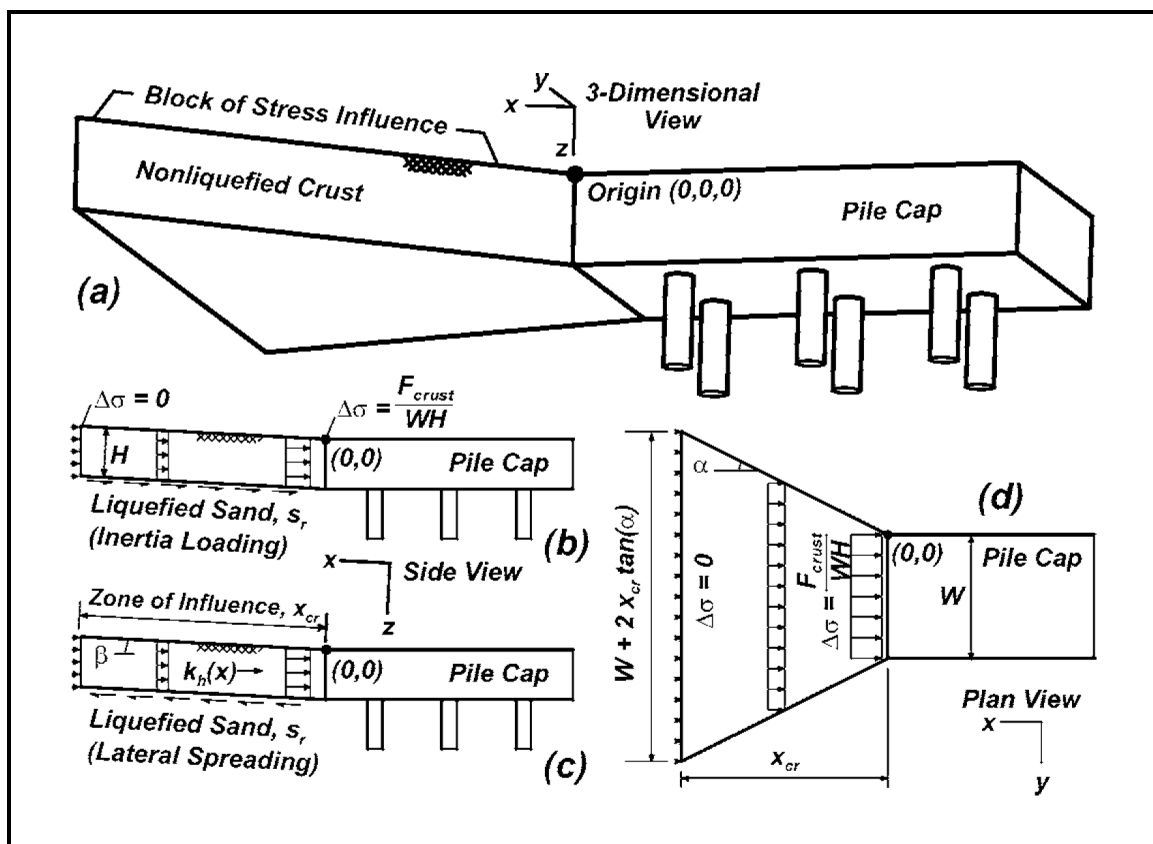 Block of Stress Influence
y
x
z
3-Dimensional
View
Nonliquefied Crust
Origin (0,0,0)
Pile Cap
(a)
Δσ = 0
Δσ = F_crust/WH
H
(0,0)
Pile Cap
Liquefied Sand, s_r
(Inertia Loading)
(b)
x
Side View
z
Zone of Influence, x_cr
β
k_h(x)
(0,0)
Pile Cap
Liquefied Sand, s_r
(Lateral Spreading)
(c)
α
(d)
W + 2 x_cr tan(α)
Δσ = 0
Δσ = F_crust/WH
(0,0)
Pile Cap
W
Plan View
x
y
x_cr